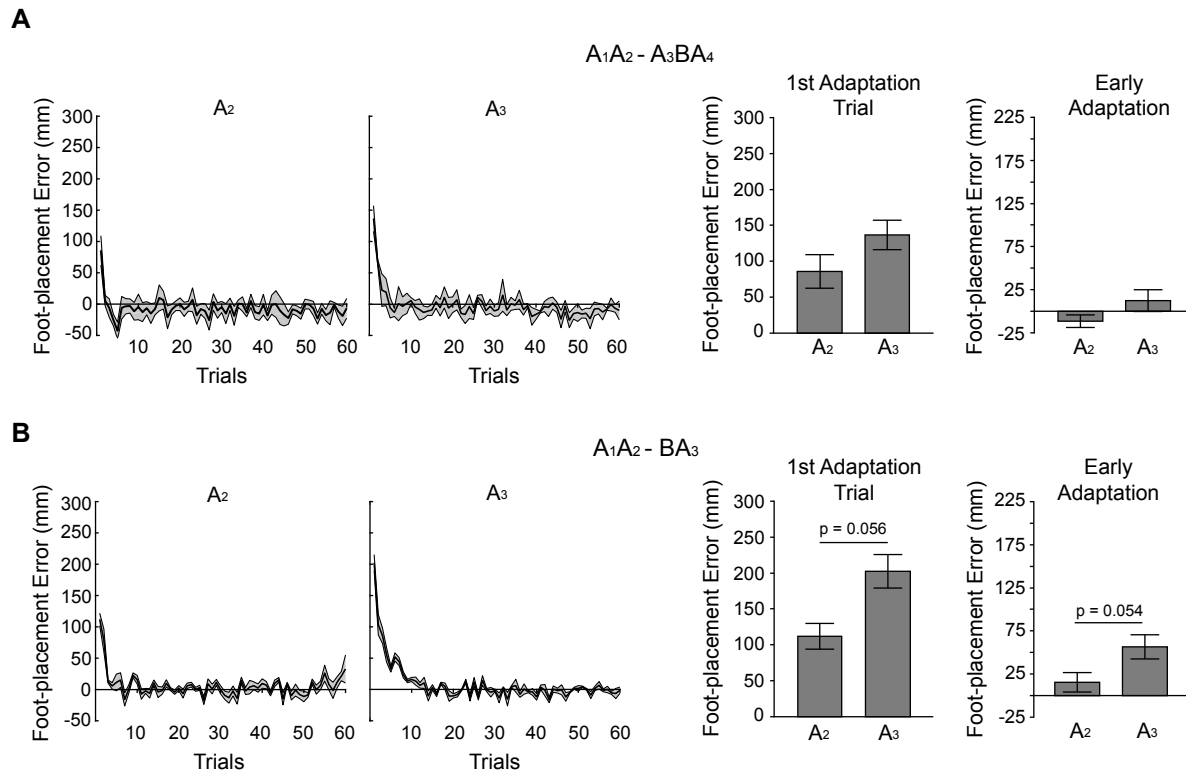 A
A1A2 - A3BA4
A2
A3
1st Adaptation
Trial
Early
Adaptation
Foot-placement Error (mm)
300
250
200
150
100
50
0
-50
10 20 30 40 50 60
10 20 30 40 50 60
Trials
Trials
Foot-placement Error (mm)
300
250
200
150
100
50
0
A2 A3
Foot-placement Error (mm)
225
175
125
75
25
-25
A2 A3
B
A1A2 - BA3
A2
A3
1st Adaptation
Trial
Early
Adaptation
Foot-placement Error (mm)
300
250
200
150
100
50
0
-50
10 20 30 40 50 60
10 20 30 40 50 60
Trials
Trials
Foot-placement Error (mm)
300
250
200
150
100
50
0
p = 0.056
A2 A3
Foot-placement Error (mm)
225
175
125
75
25
-25
p = 0.054
A2 A3